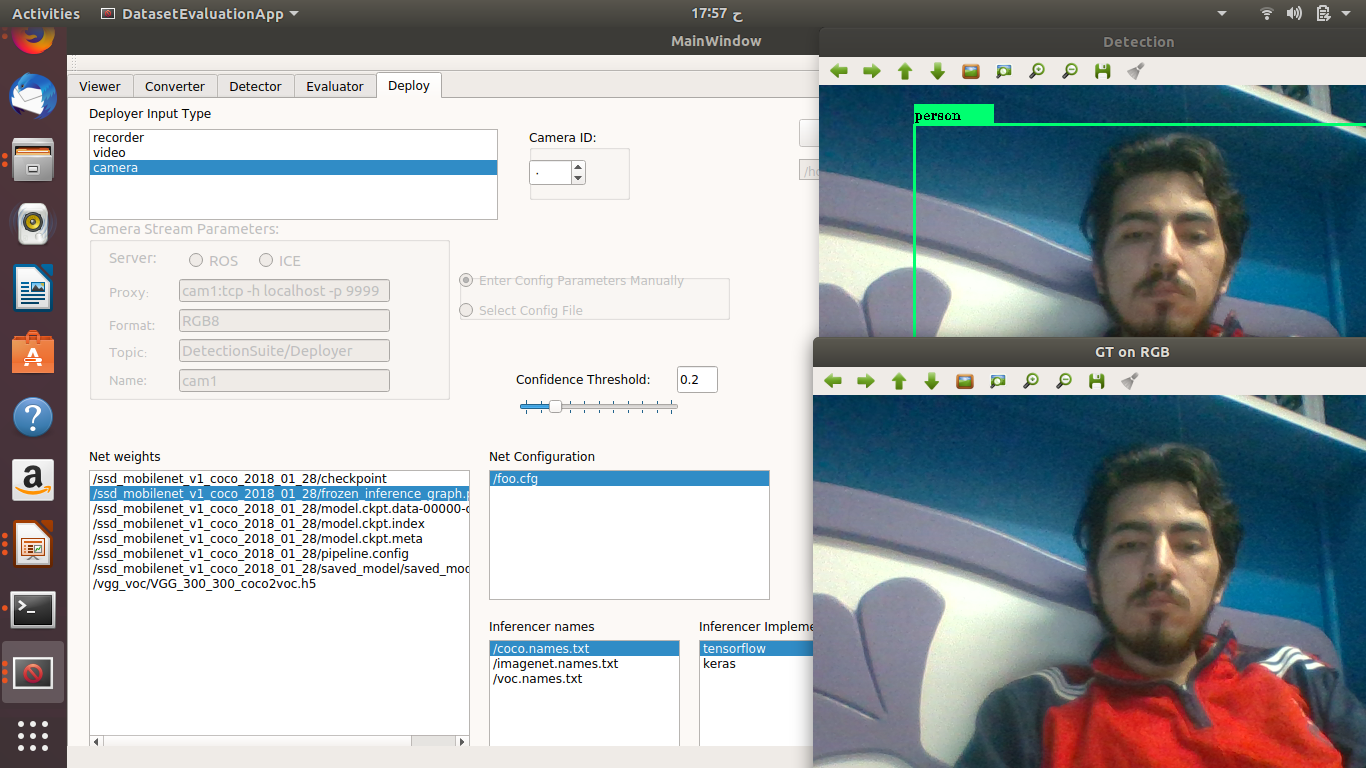 Activities
DatasetEvaluationApp
17:57 ح
MainWindow
Viewer
Converter
Detector
Evaluator
Deploy
Deployer Input Type
recorder
video
camera
Camera ID:
٠
/ho
Camera Stream Parameters:
Server:
ROS
ICE
Proxy:
cam1:tcp -h localhost -p 9999
Format:
RGB8
Topic:
DetectionSuite/Deployer
Name:
cam1
Enter Config Parameters Manually
Select Config File
Confidence Threshold:
0.2
Net weights
/ssd_mobilenet_v1_coco_2018_01_28/checkpoint
/ssd_mobilenet_v1_coco_2018_01_28/frozen_inference_graph.p
/ssd_mobilenet_v1_coco_2018_01_28/model.ckpt.data-00000-o
/ssd_mobilenet_v1_coco_2018_01_28/model.ckpt.index
/ssd_mobilenet_v1_coco_2018_01_28/model.ckpt.meta
/ssd_mobilenet_v1_coco_2018_01_28/pipeline.config
/ssd_mobilenet_v1_coco_2018_01_28/saved_model/saved_mod
/vgg_voc/VGG_300_300_coco2voc.h5
Net Configuration
/foo.cfg
Inferencer names
/coco.names.txt
/imagenet.names.txt
/voc.names.txt
Inferencer Impleme
tensorflow
keras
Detection
person
GT on RGB